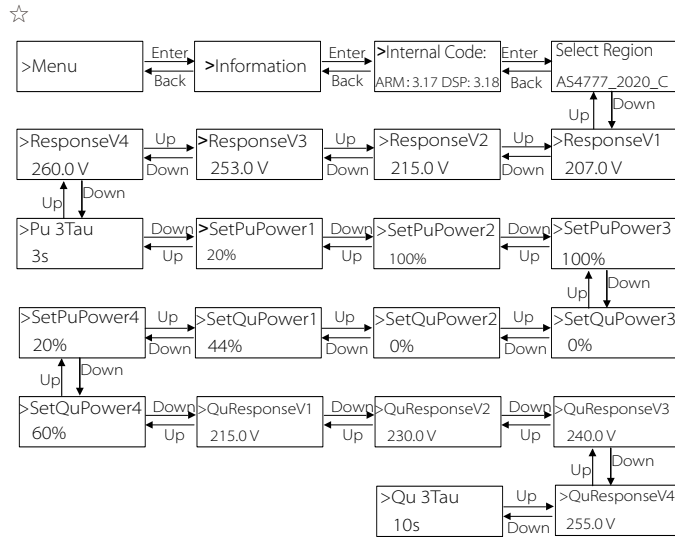 ☆
>Menu
Enter
Back
>Information
Enter
Back
>Internal Code:
ARM: 3.17 DSP: 3.18
Enter
Back
Select Region
AS4777_2020_C
Up
Down
>ResponseV4
260.0 V
Up
Down
>ResponseV3
253.0 V
Up
Down
>ResponseV2
215.0 V
Up
Down
>ResponseV1
207.0 V
Up
Down
>Pu 3Tau
3s
Down
Up
>SetPuPower1
20%
Down
Up
>SetPuPower2
100%
Down
Up
>SetPuPower3
100%
Up
Down
>SetPuPower4
20%
Up
Down
>SetQuPower1
44%
Up
Down
>SetQuPower2
0%
Up
Down
>SetQuPower3
0%
Up
Down
>SetQuPower4
60%
Down
Up
>QuResponseV1
215.0 V
Down
Up
>QuResponseV2
230.0 V
Down
Up
>QuResponseV3
240.0 V
Up
Down
>Qu 3Tau
10s
Up
Down
>QuResponseV4
255.0 V